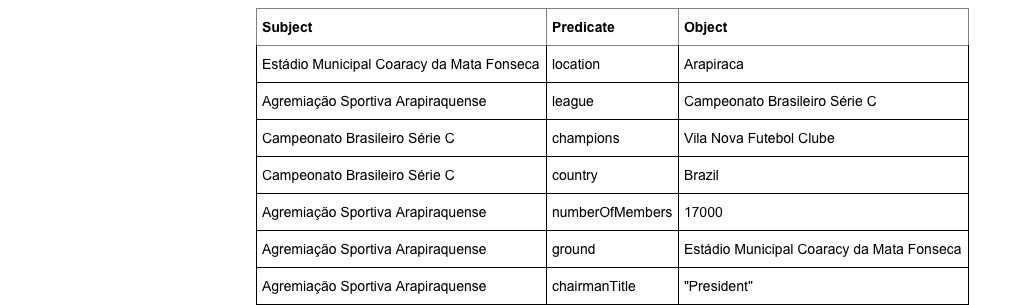 Subject Predicate Object
Estádio Municipal Coaracy da Mata Fonseca location Arapiraca
Agremiação Sportiva Arapiraquense league Campeonato Brasileiro Série C
Campeonato Brasileiro Série C champions Vila Nova Futebol Clube
Campeonato Brasileiro Série C country Brazil
Agremiação Sportiva Arapiraquense numberOfMembers 17000
Agremiação Sportiva Arapiraquense ground Estádio Municipal Coaracy da Mata Fonseca
Agremiação Sportiva Arapiraquense chairmanTitle "President"